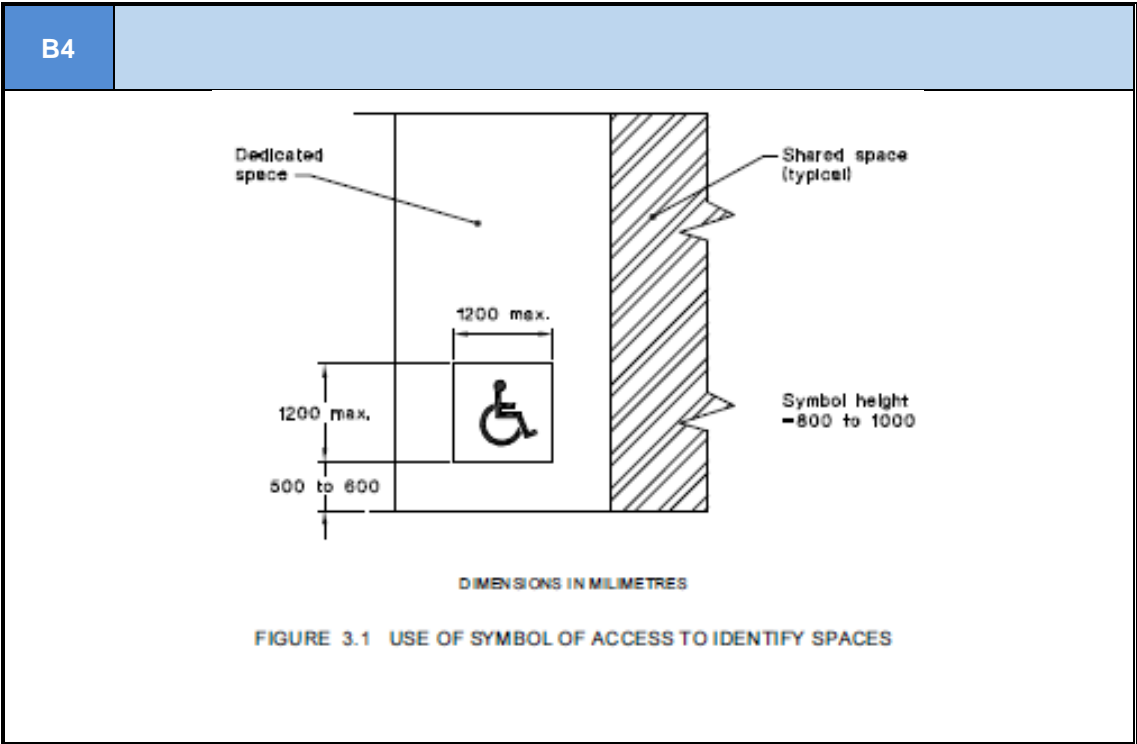 B4
Dedicated
space
Shared space
(typical)
1200 max.
1200 max.
Symbol height
=800 to 1000
500 to 600
DIMENSIONS IN MILIMETRES
FIGURE 3.1 USE OF SYMBOL OF ACCESS TO IDENTIFY SPACES